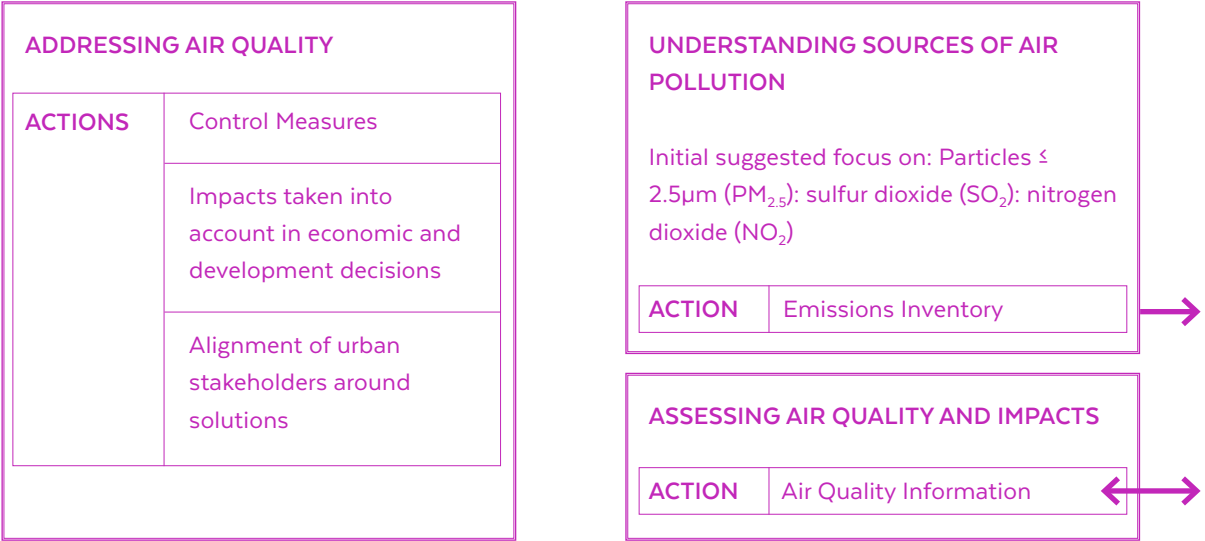 ADDRESSING AIR QUALITY
ACTIONS
Control Measures
Impacts taken into
account in economic and
development decisions
Alignment of urban
stakeholders around
solutions
UNDERSTANDING SOURCES OF AIR
POLLUTION
Initial suggested focus on: Particles ≤
2.5µm (PM₂.₅): sulfur dioxide (SO₂): nitrogen
dioxide (NO₂)
ACTION
Emissions Inventory
ASSESSING AIR QUALITY AND IMPACTS
ACTION
Air Quality Information